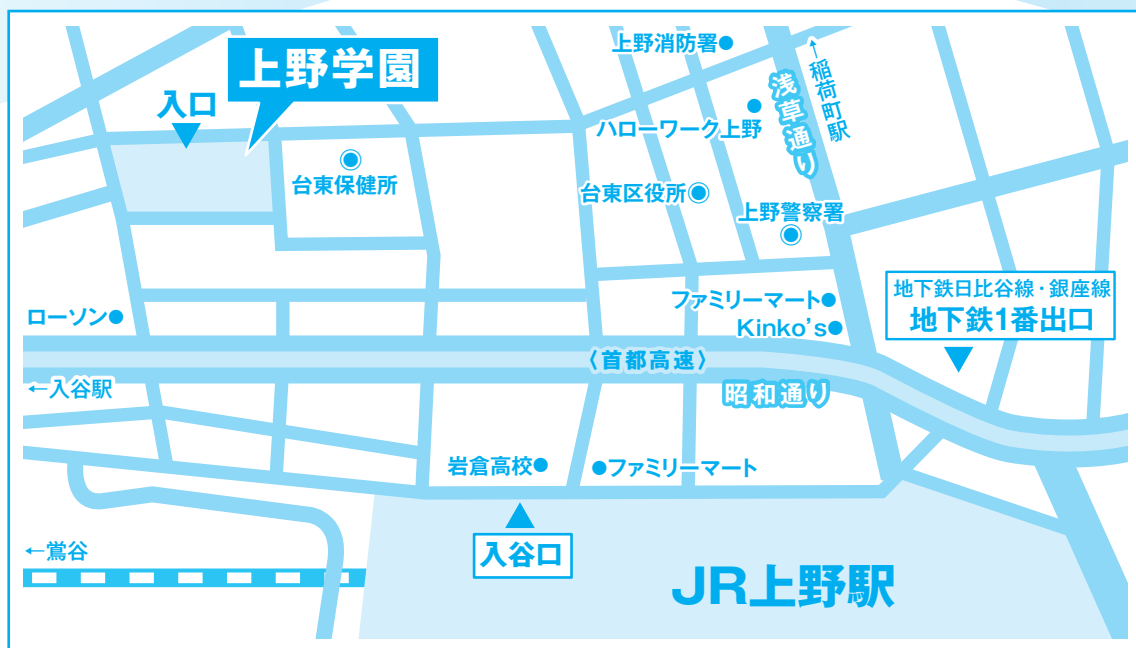 上野消防署
↑稲荷町駅
上野学園
入口
浅草通り
ハローワーク上野
台東保健所
台東区役所
上野警察署
地下鉄日比谷線・銀座線
地下鉄1番出口
ファミリーマート
Kinko's
ローソン
〈首都高速〉
←入谷駅
昭和通り
岩倉高校
ファミリーマート
入谷口
←鶯谷
JR上野駅